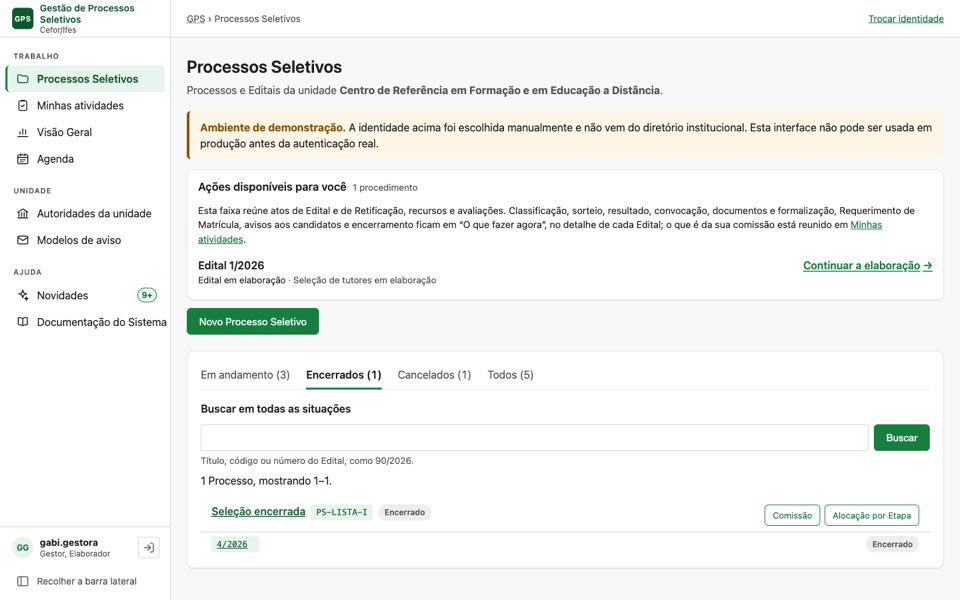 GPS
Gestão de Processos
Seletivos
Cefor/Ifes
GPS › Processos Seletivos
Trocar identidade
TRABALHO
Processos Seletivos
Minhas atividades
Visão Geral
Agenda
UNIDADE
Autoridades da unidade
Modelos de aviso
AJUDA
Novidades
9+
Documentação do Sistema
GG
gabi.gestora
Gestor, Elaborador
Recolher a barra lateral
Processos Seletivos
Processos e Editais da unidade Centro de Referência em Formação e em Educação a Distância.
Ambiente de demonstração. A identidade acima foi escolhida manualmente e não vem do diretório institucional. Esta interface não pode ser usada em
produção antes da autenticação real.
Ações disponíveis para você 1 procedimento
Esta faixa reúne atos de Edital e de Retificação, recursos e avaliações. Classificação, sorteio, resultado, convocação, documentos e formalização, Requerimento de
Matrícula, avisos aos candidatos e encerramento ficam em “O que fazer agora”, no detalhe de cada Edital; o que é da sua comissão está reunido em Minhas
atividades.
Edital 1/2026
Continuar a elaboração →
Edital em elaboração · Seleção de tutores em elaboração
Novo Processo Seletivo
Em andamento (3) Encerrados (1) Cancelados (1) Todos (5)
Buscar em todas as situações
Buscar
Título, código ou número do Edital, como 90/2026.
1 Processo, mostrando 1–1.
Seleção encerrada PS-LISTA-I Encerrado
Comissão Alocação por Etapa
4/2026 Encerrado